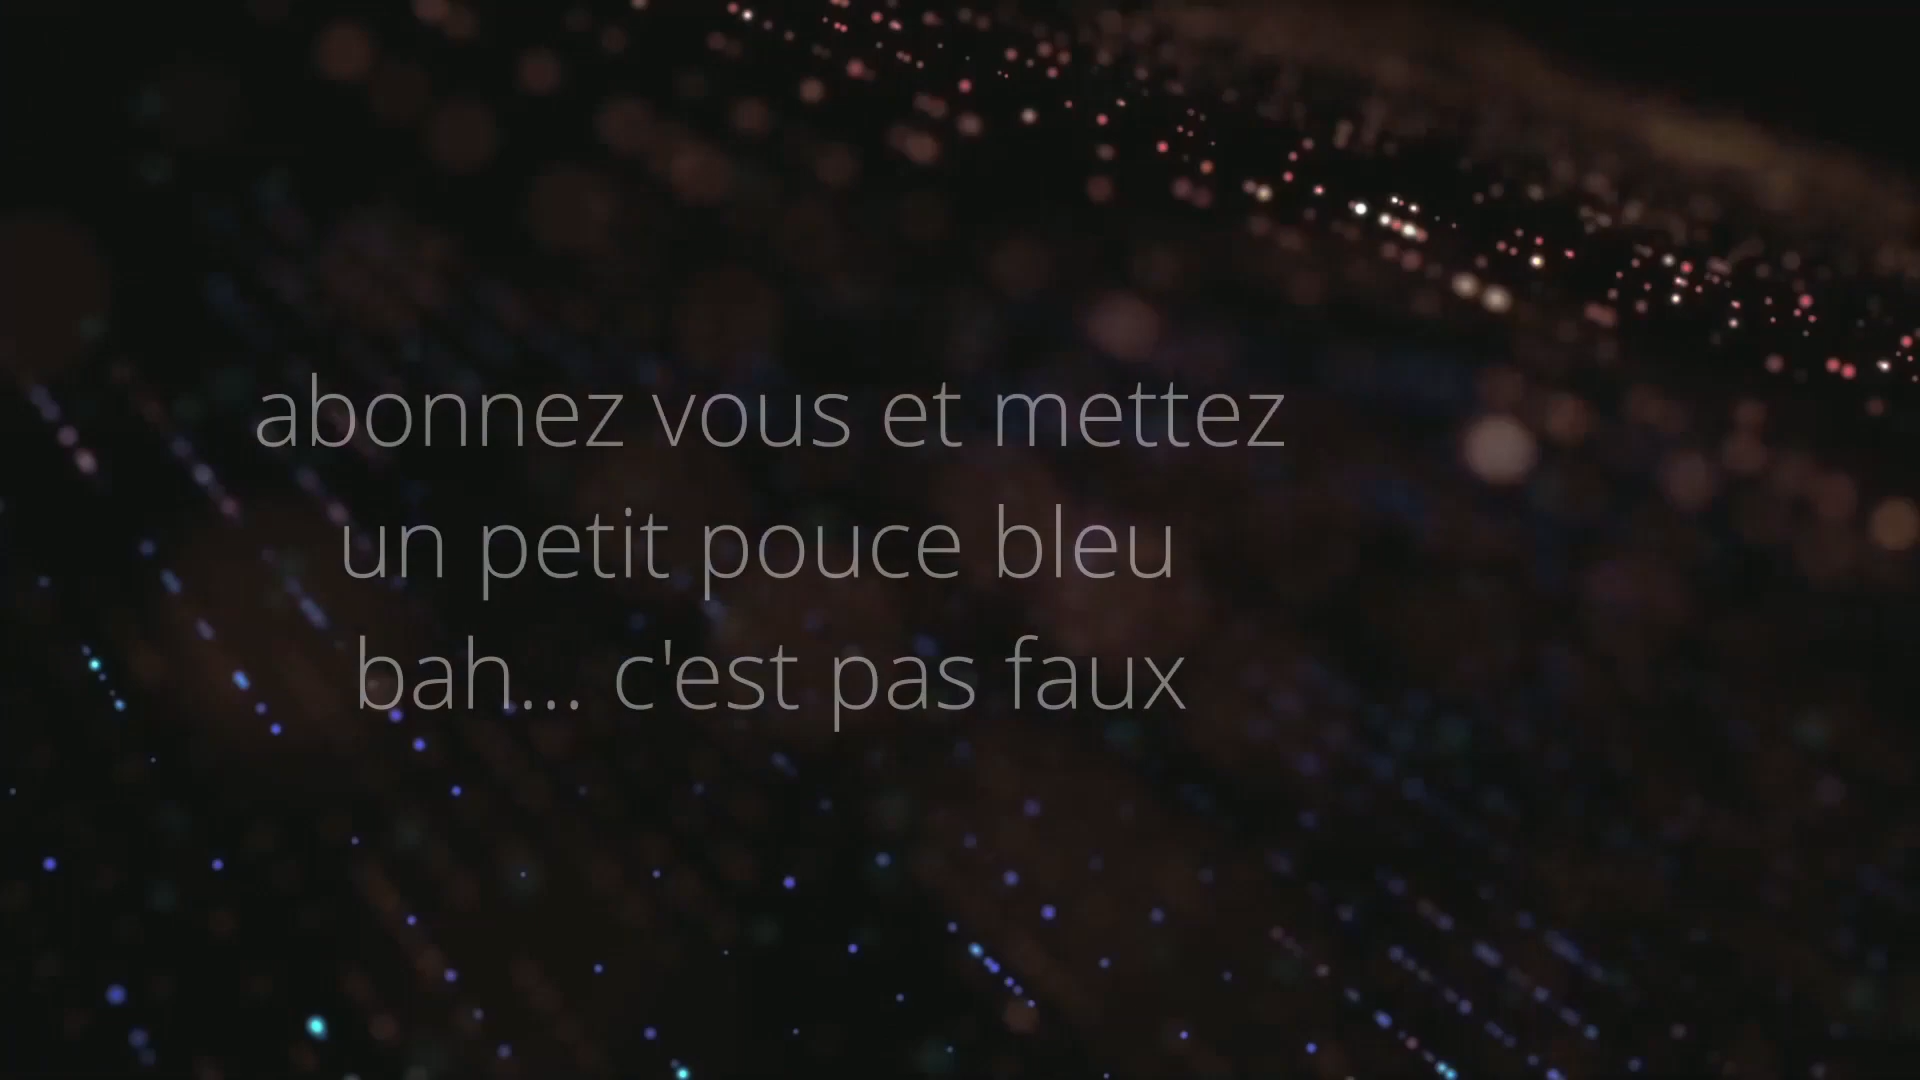 abonnez vous et mettez
un petit pouce bleu
bah... c'est pas faux